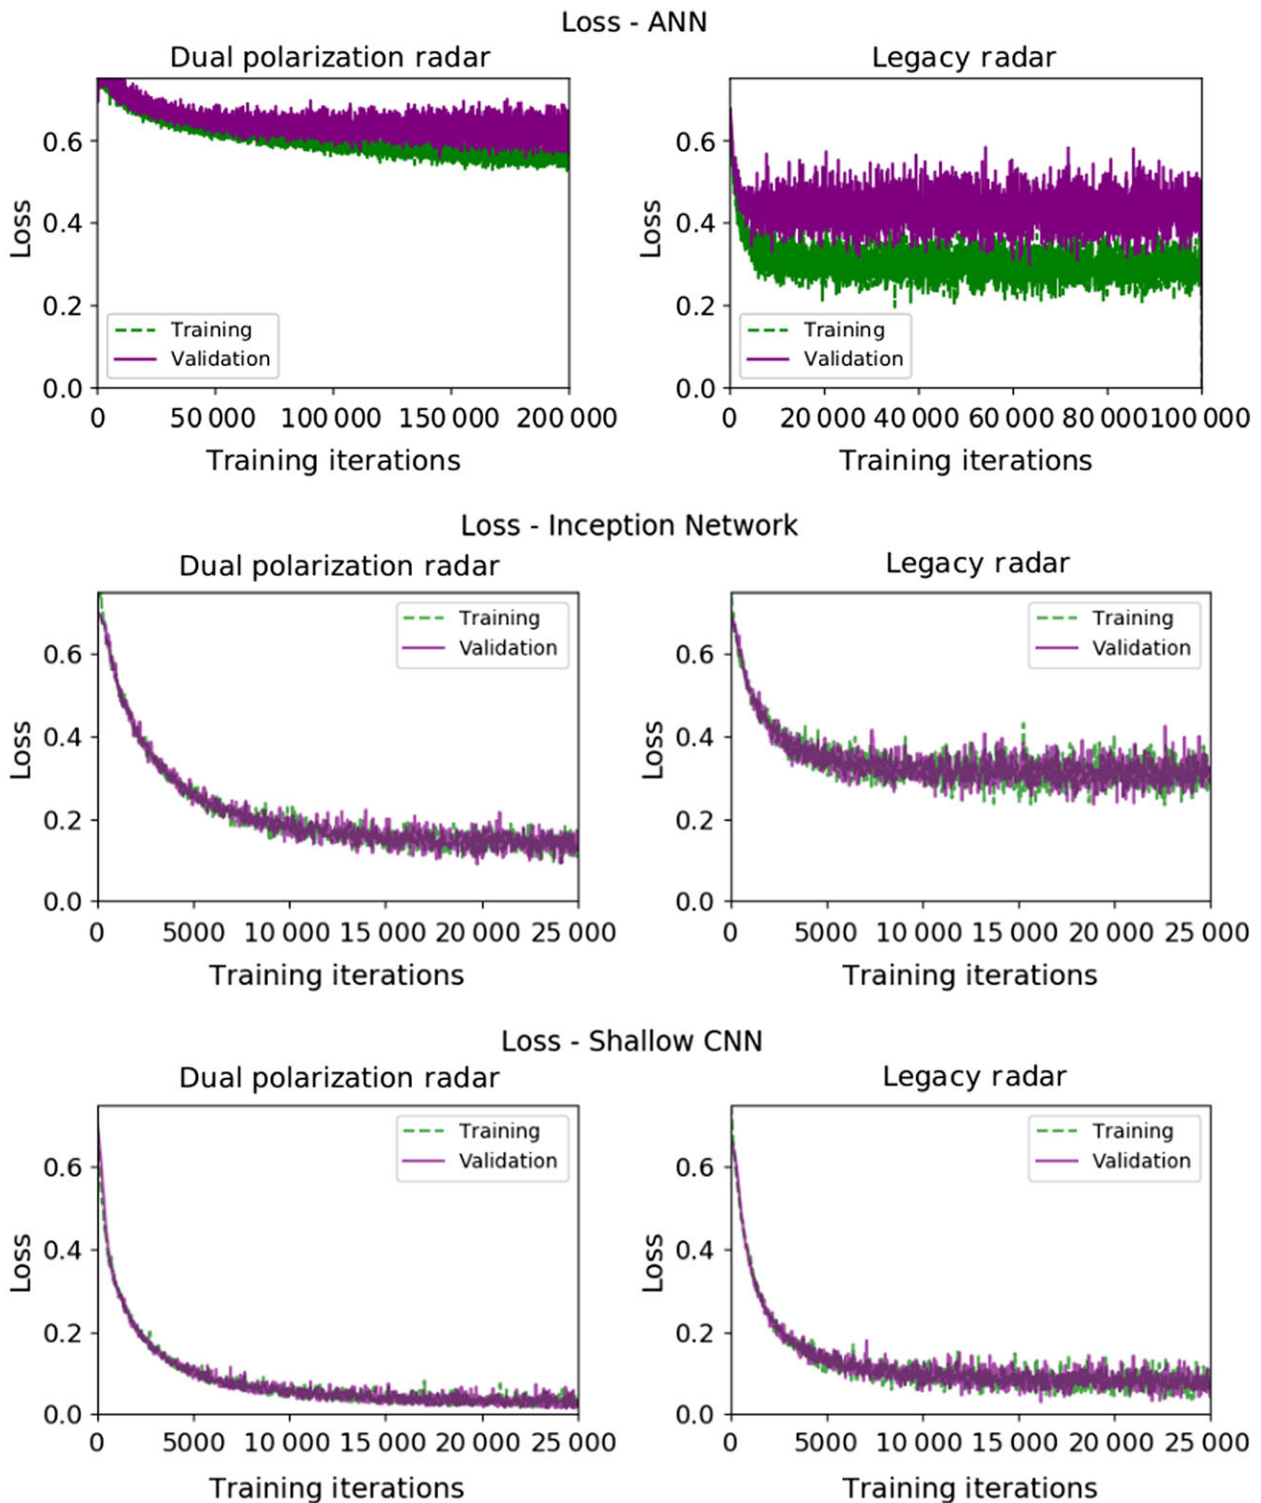 Loss - ANN
Dual polarization radar
Legacy radar
Loss
0.6
0.4
0.2
0.0
Training
Validation
0
50 000
100 000
150 000
200 000
Training iterations
Loss
0.6
0.4
0.2
0.0
Training
Validation
0
20 000
40 000
60 000
80 000
100 000
Training iterations
Loss - Inception Network
Dual polarization radar
Legacy radar
Loss
0.6
0.4
0.2
0.0
Training
Validation
0
5000
10 000
15 000
20 000
25 000
Training iterations
Loss
0.6
0.4
0.2
0.0
Training
Validation
0
5000
10 000
15 000
20 000
25 000
Training iterations
Loss - Shallow CNN
Dual polarization radar
Legacy radar
Loss
0.6
0.4
0.2
0.0
Training
Validation
0
5000
10 000
15 000
20 000
25 000
Training iterations
Loss
0.6
0.4
0.2
0.0
Training
Validation
0
5000
10 000
15 000
20 000
25 000
Training iterations